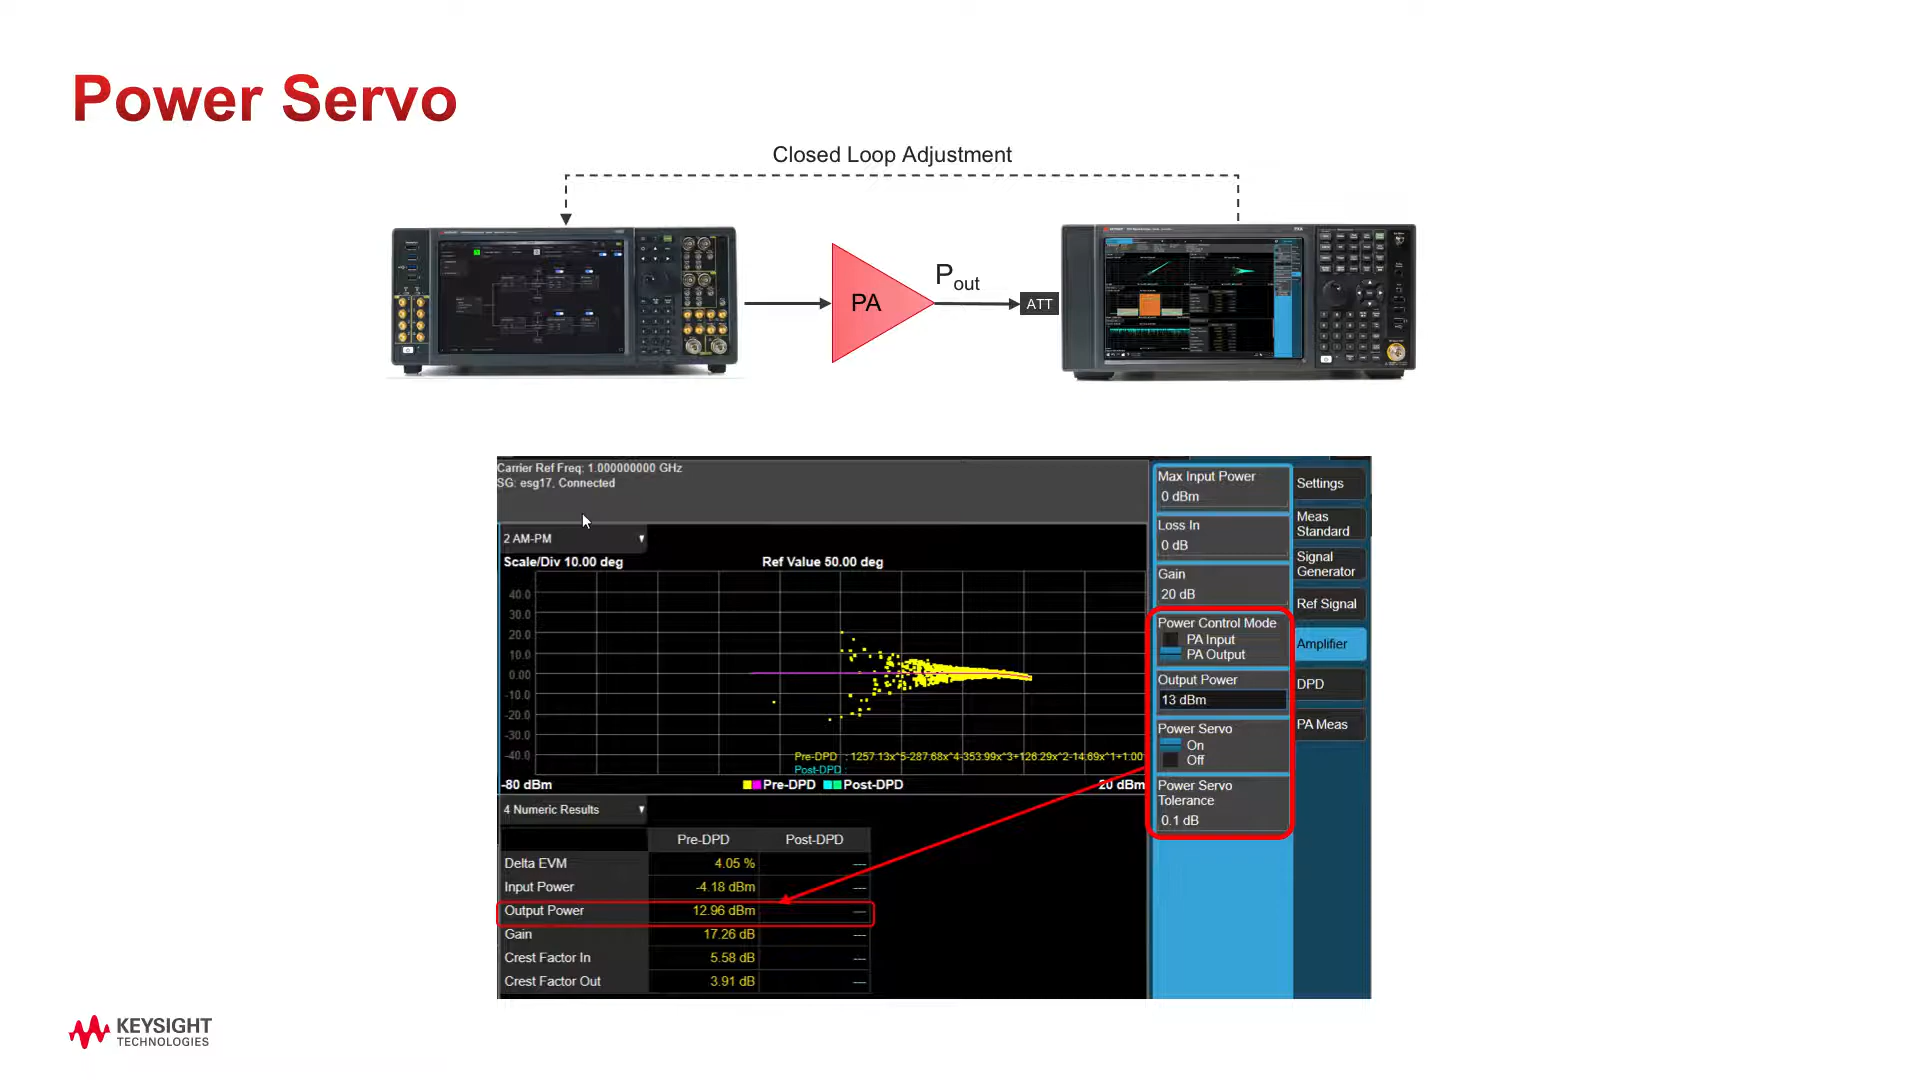 Power Servo
Closed Loop Adjustment
PA
Pout
ATT
Carrier Ref Freq: 1.000000000 GHz
SG: esg17, Connected
2 AM-PM
Scale/Div 10.00 deg
Ref Value 50.00 deg
40.0
30.0
20.0
10.0
0.00
-10.0
-20.0
-30.0
-40.0
Pre-DPD : 1257.13x^5-287.68x^4-353.99x^3+126.29x^2-14.69x^1+1.00
Post-DPD :
-80 dBm
Pre-DPD Post-DPD
20 dBm
4 Numeric Results
Pre-DPD Post-DPD
Delta EVM 4.05 % ---
Input Power -4.18 dBm ---
Output Power 12.96 dBm ---
Gain 17.26 dB ---
Crest Factor In 5.58 dB ---
Crest Factor Out 3.91 dB ---
Max Input Power
0 dBm
Loss In
0 dB
Gain
20 dB
Power Control Mode
PA Input
PA Output
Output Power
13 dBm
Power Servo
On
Off
Power Servo
Tolerance
0.1 dB
Settings
Meas
Standard
Signal
Generator
Ref Signal
Amplifier
DPD
PA Meas
KEYSIGHT
TECHNOLOGIES